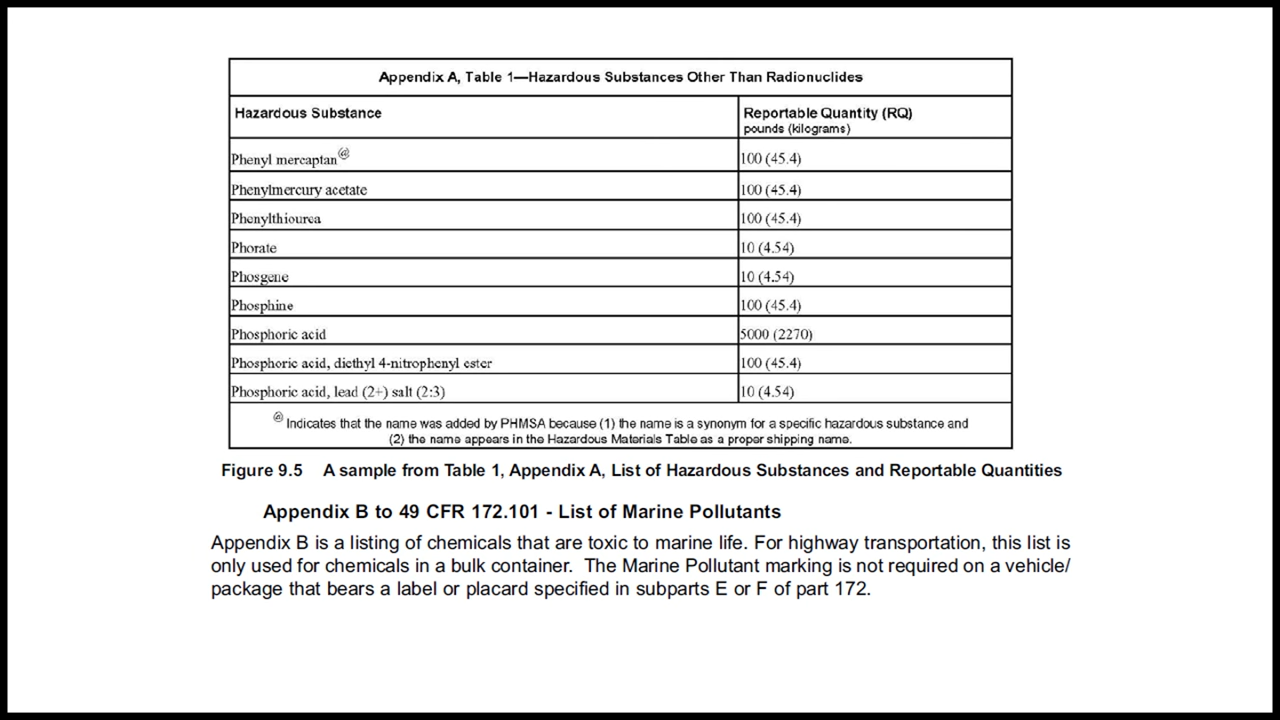 Appendix A, Table 1—Hazardous Substances Other Than Radionuclides
Hazardous Substance Reportable Quantity (RQ)
pounds (kilograms)
Phenyl mercaptan@ 100 (45.4)
Phenylmercury acetate 100 (45.4)
Phenylthiourea 100 (45.4)
Phorate 10 (4.54)
Phosgene 10 (4.54)
Phosphine 100 (45.4)
Phosphoric acid 5000 (2270)
Phosphoric acid, diethyl 4-nitrophenyl ester 100 (45.4)
Phosphoric acid, lead (2+) salt (2:3) 10 (4.54)
@ Indicates that the name was added by PHMSA because (1) the name is a synonym for a specific hazardous substance and
(2) the name appears in the Hazardous Materials Table as a proper shipping name.
Figure 9.5 A sample from Table 1, Appendix A, List of Hazardous Substances and Reportable Quantities
Appendix B to 49 CFR 172.101 - List of Marine Pollutants
Appendix B is a listing of chemicals that are toxic to marine life. For highway transportation, this list is
only used for chemicals in a bulk container. The Marine Pollutant marking is not required on a vehicle/
package that bears a label or placard specified in subparts E or F of part 172.